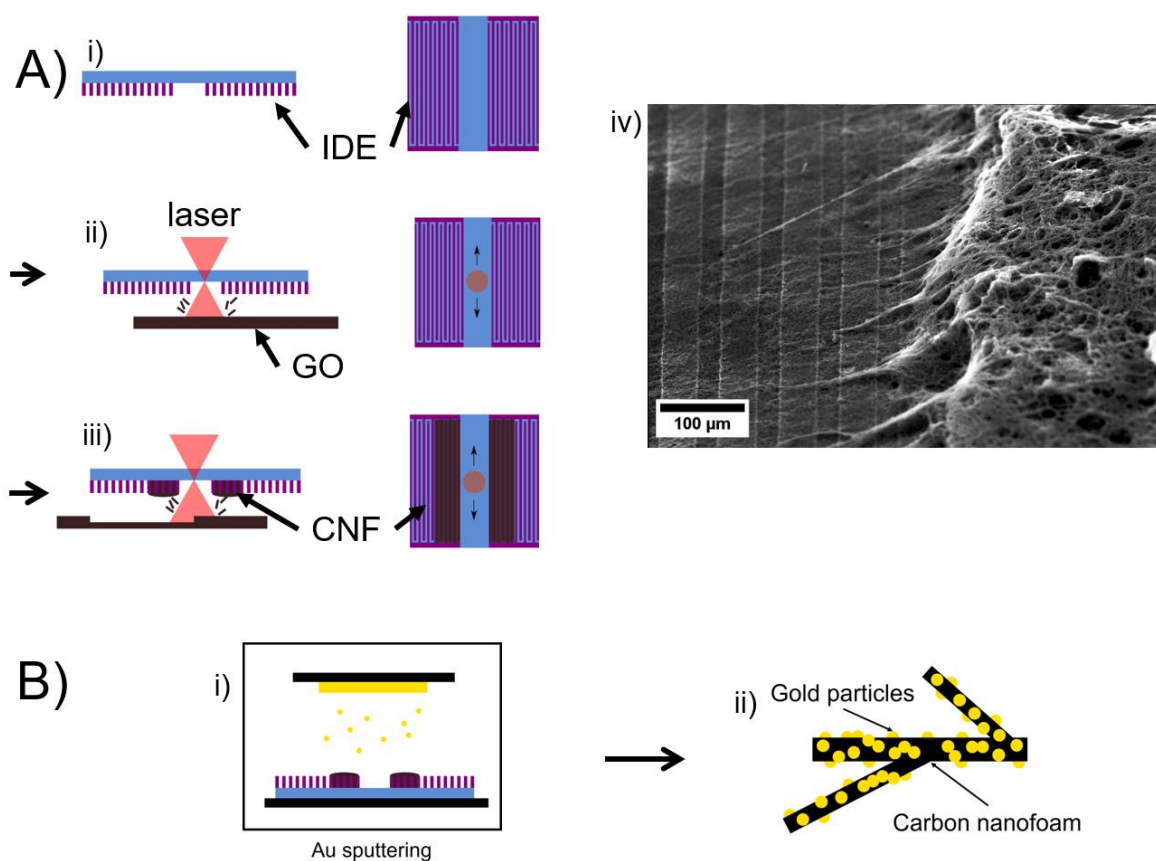 A)
i)
IDE
ii)
laser
GO
iii)
CNF
iv)
100 µm
B)
i)
Au sputtering
ii)
Gold particles
Carbon nanofoam